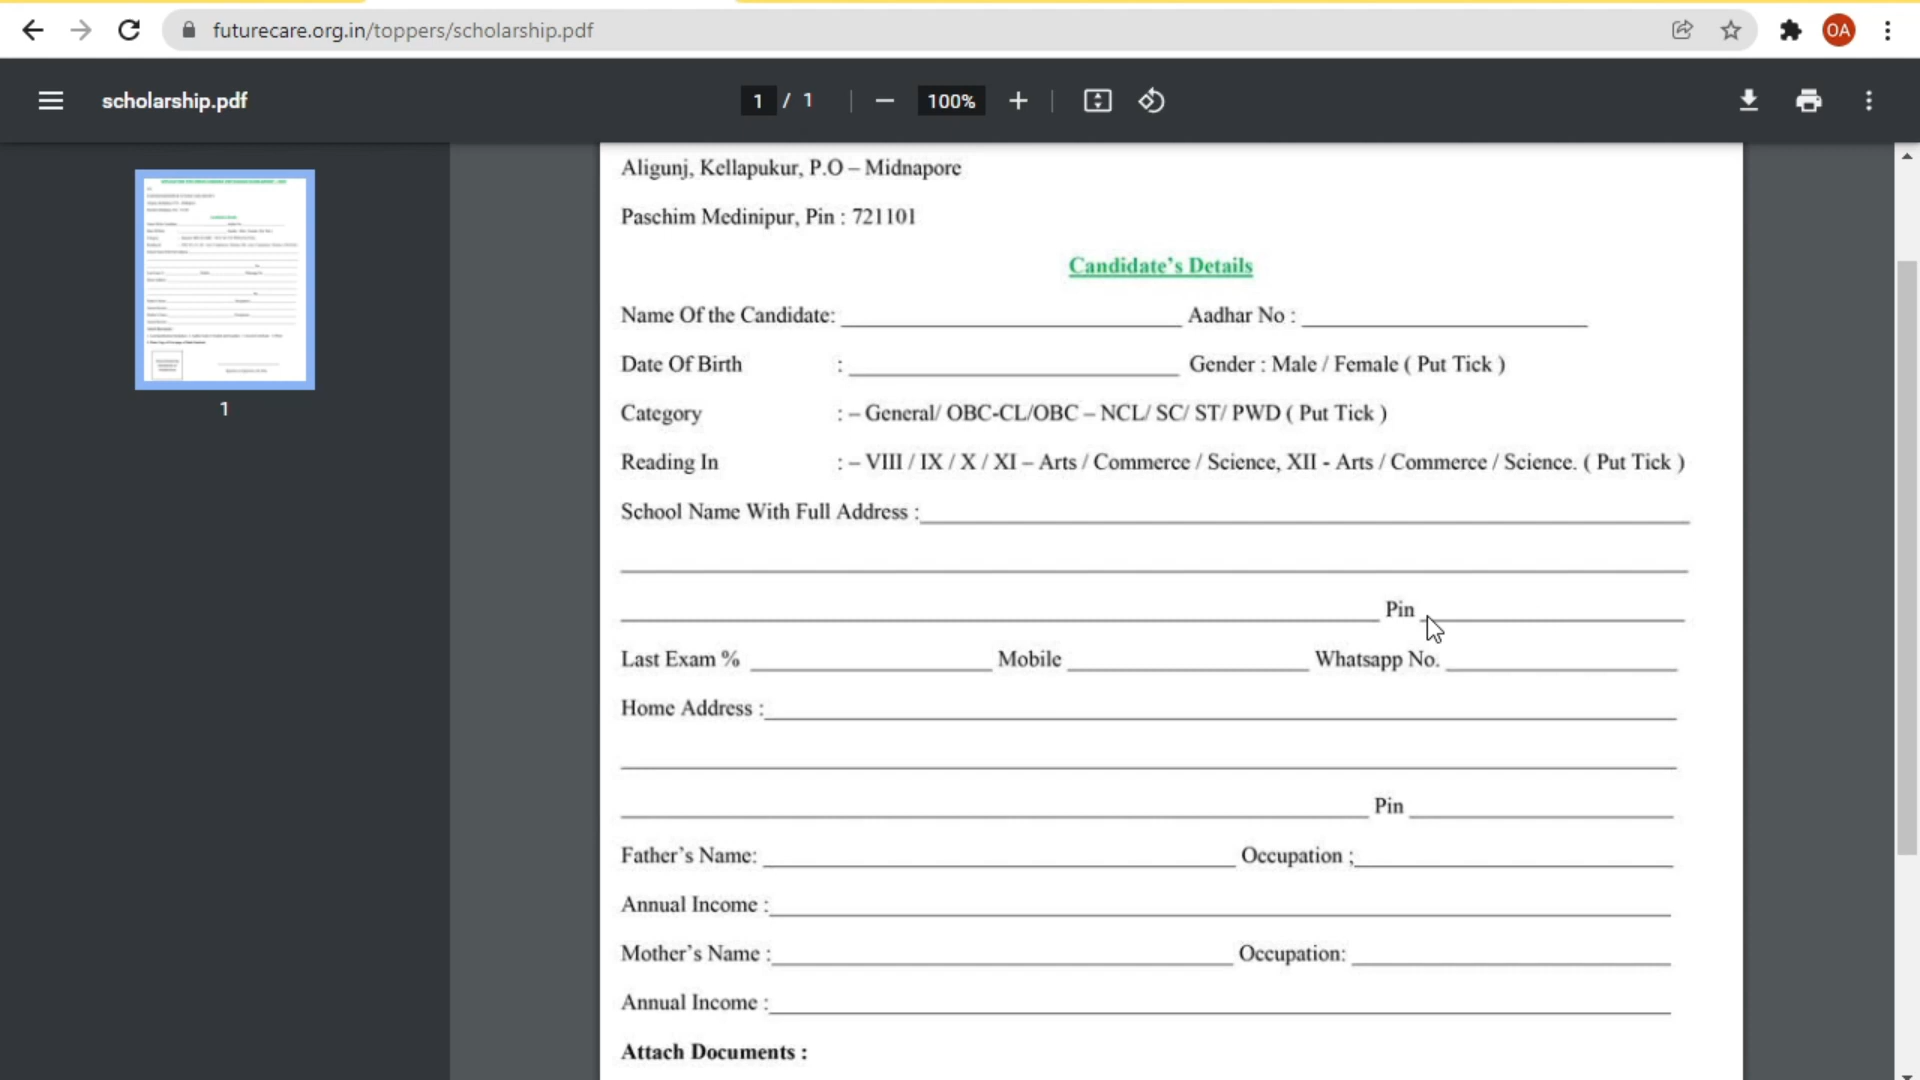 futurecare.org.in/toppers/scholarship.pdf
OA
scholarship.pdf
1 / 1
100%
1
Aligunj, Kellapukur, P.O – Midnapore
Paschim Medinipur, Pin : 721101
Candidate's Details
Name Of the Candidate: Aadhar No :
Date Of Birth : Gender : Male / Female ( Put Tick )
Category : – General/ OBC-CL/OBC – NCL/ SC/ ST/ PWD ( Put Tick )
Reading In : – VIII / IX / X / XI – Arts / Commerce / Science, XII - Arts / Commerce / Science. ( Put Tick )
School Name With Full Address :
Pin
Last Exam % Mobile Whatsapp No.
Home Address :
Pin
Father's Name: Occupation ;
Annual Income :
Mother's Name : Occupation:
Annual Income :
Attach Documents :